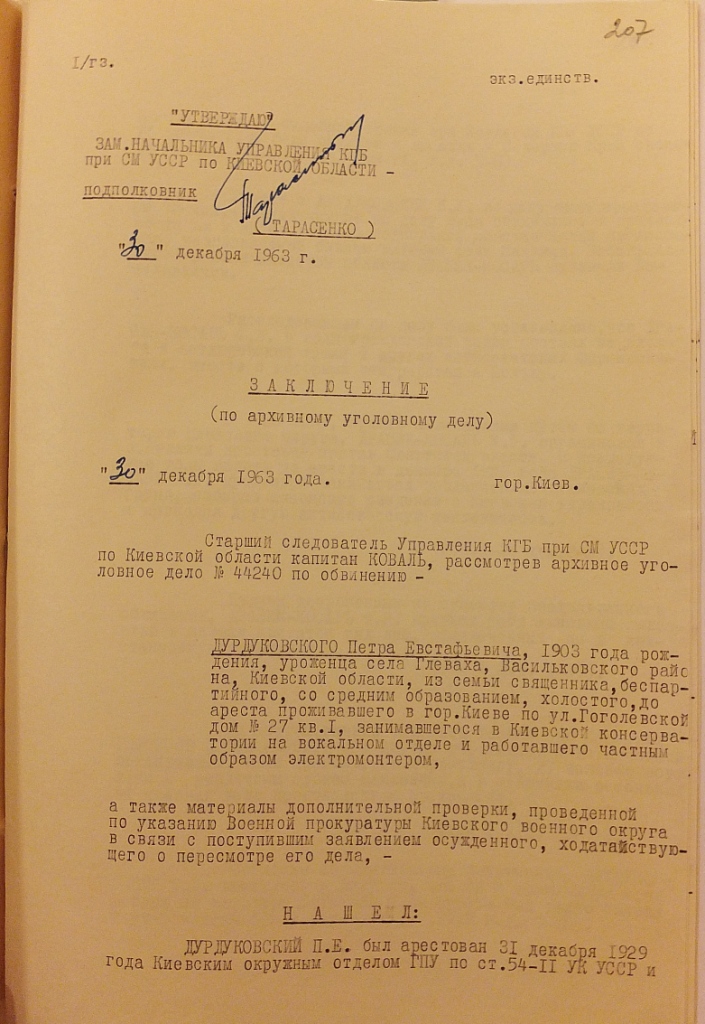 207
I/гз.
экз.единств.
"УТВЕРЖДАЮ"
ЗАМ.НАЧАЛЬНИКА УПРАВЛЕНИЯ КГБ
при СМ УССР по КИЕВСКОЙ ОБЛАСТИ -
подполковник
( ТАРАСЕНКО )
"30" декабря 1963 г.
З А К Л Ю Ч Е Н И Е
(по архивному уголовному делу)
"30" декабря 1963 года.
гор.Киев.
Старший следователь Управления КГБ при СМ УССР
по Киевской области капитан КОВАЛЬ, рассмотрев архивное уго-
ловное дело № 44240 по обвинению -
ДУРДУКОВСКОГО Петра Евстафьевича, 1903 года рож-
дения, уроженца села Глеваха, Васильковского райо
на, Киевской области, из семьи священника,беспар-
тийного, со средним образованием, холостого,до
ареста проживавшего в гор.Киеве по ул.Гоголевской
дом № 27 кв.I, занимавшегося в Киевской консерва-
тории на вокальном отделе и работавшего частным
образом электромонтером,
а также материалы дополнительной проверки, проведенной
по указанию Военной прокуратуры Киевского военного округа
в связи с поступившим заявлением осужденного, ходатайствую-
щего о пересмотре его дела, -
Н А Ш Е Л:
ДУРДУКОВСКИЙ П.Е. был арестован 31 декабря 1929
года Киевским окружным отделом ГПУ по ст.54-II УК УССР и